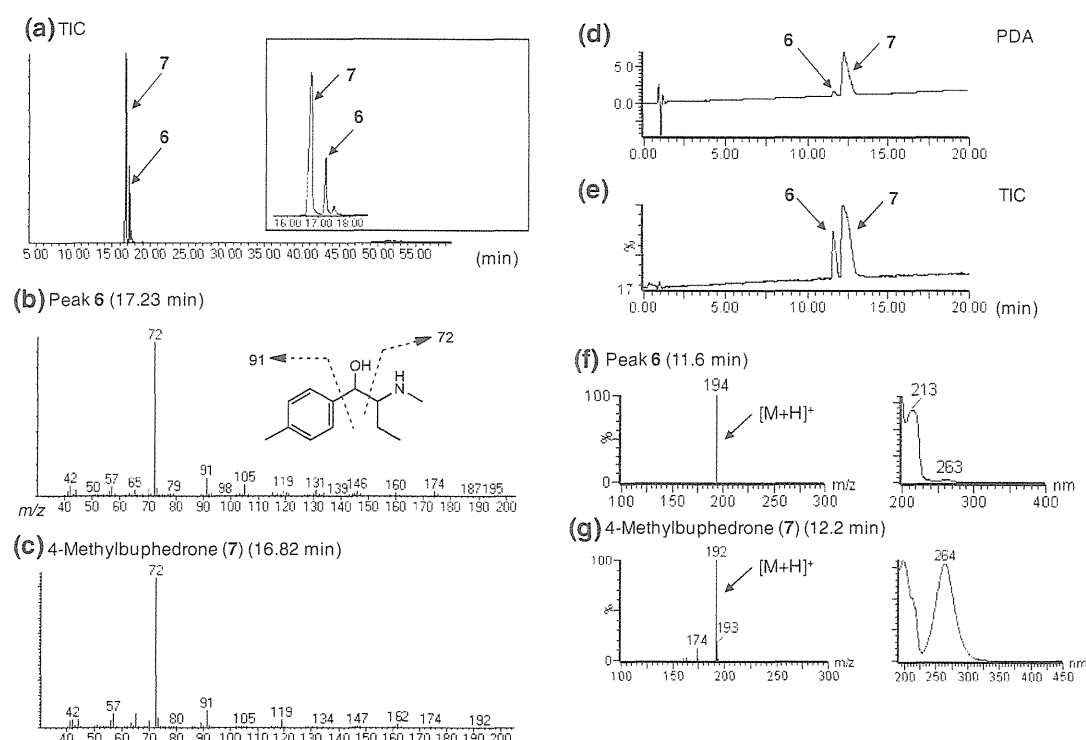 (a) TIC
7
6
7
6
16 00 17.00 18.00
5 00 10 00 15 00 20 00 25 00 30 00 35 00 40 00 45 00 50 00 55 00
(min)
(b) Peak 6 (17.23 min)
72
91
72
OH
H
N
42 50 57 65 79 91 98 105 119 131 139 146 160 174 187 195
m/z 40 50 60 70 80 90 100 110 120 130 140 150 160 170 180 190 200
(c) 4-Methylbuphedrone (7) (16.82 min)
72
42 57 80 91 105 119 134 147 162 174 192
40 50 60 70 80 90 100 110 120 130 140 150 160 170 180 190 200
(d) PDA
6 7
5 0
0.0
0.00 5.00 10.00 15.00 20.00
(e) TIC
6 7
%
17
0.00 5.00 10.00 15.00 20.00 (min)
(f) Peak 6 (11.6 min)
100
194
[M+H]+
%
0
100 150 200 250 300 m/z
213
263
200 300 400 nm
(g) 4-Methylbuphedrone (7) (12.2 min)
100
192
[M+H]+
%
193
174
0
100 150 200 250 300 m/z
264
200 250 300 350 400 450 nm